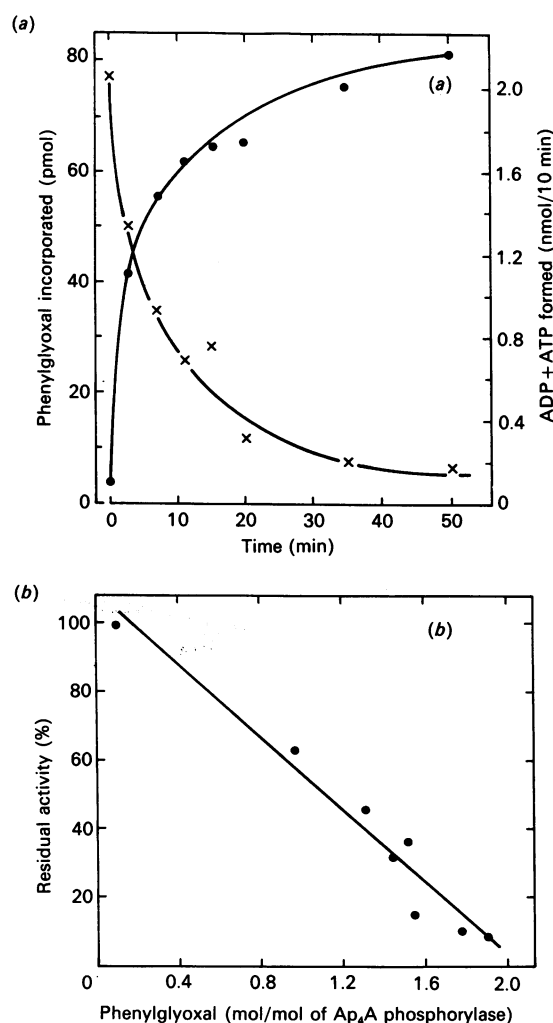 (a)
(a)
80
60
40
20
0
Phenylglyoxal incorporated (pmol)
2.0
1.6
1.2
0.8
0.4
0
ADP+ATP formed (nmol/10 min)
0 10 20 30 40 50
Time (min)
(b)
(b)
100
80
60
40
20
Residual activity (%)
0 0.4 0.8 1.2 1.6 2.0
Phenylglyoxal (mol/mol of Ap₄A phosphorylase)